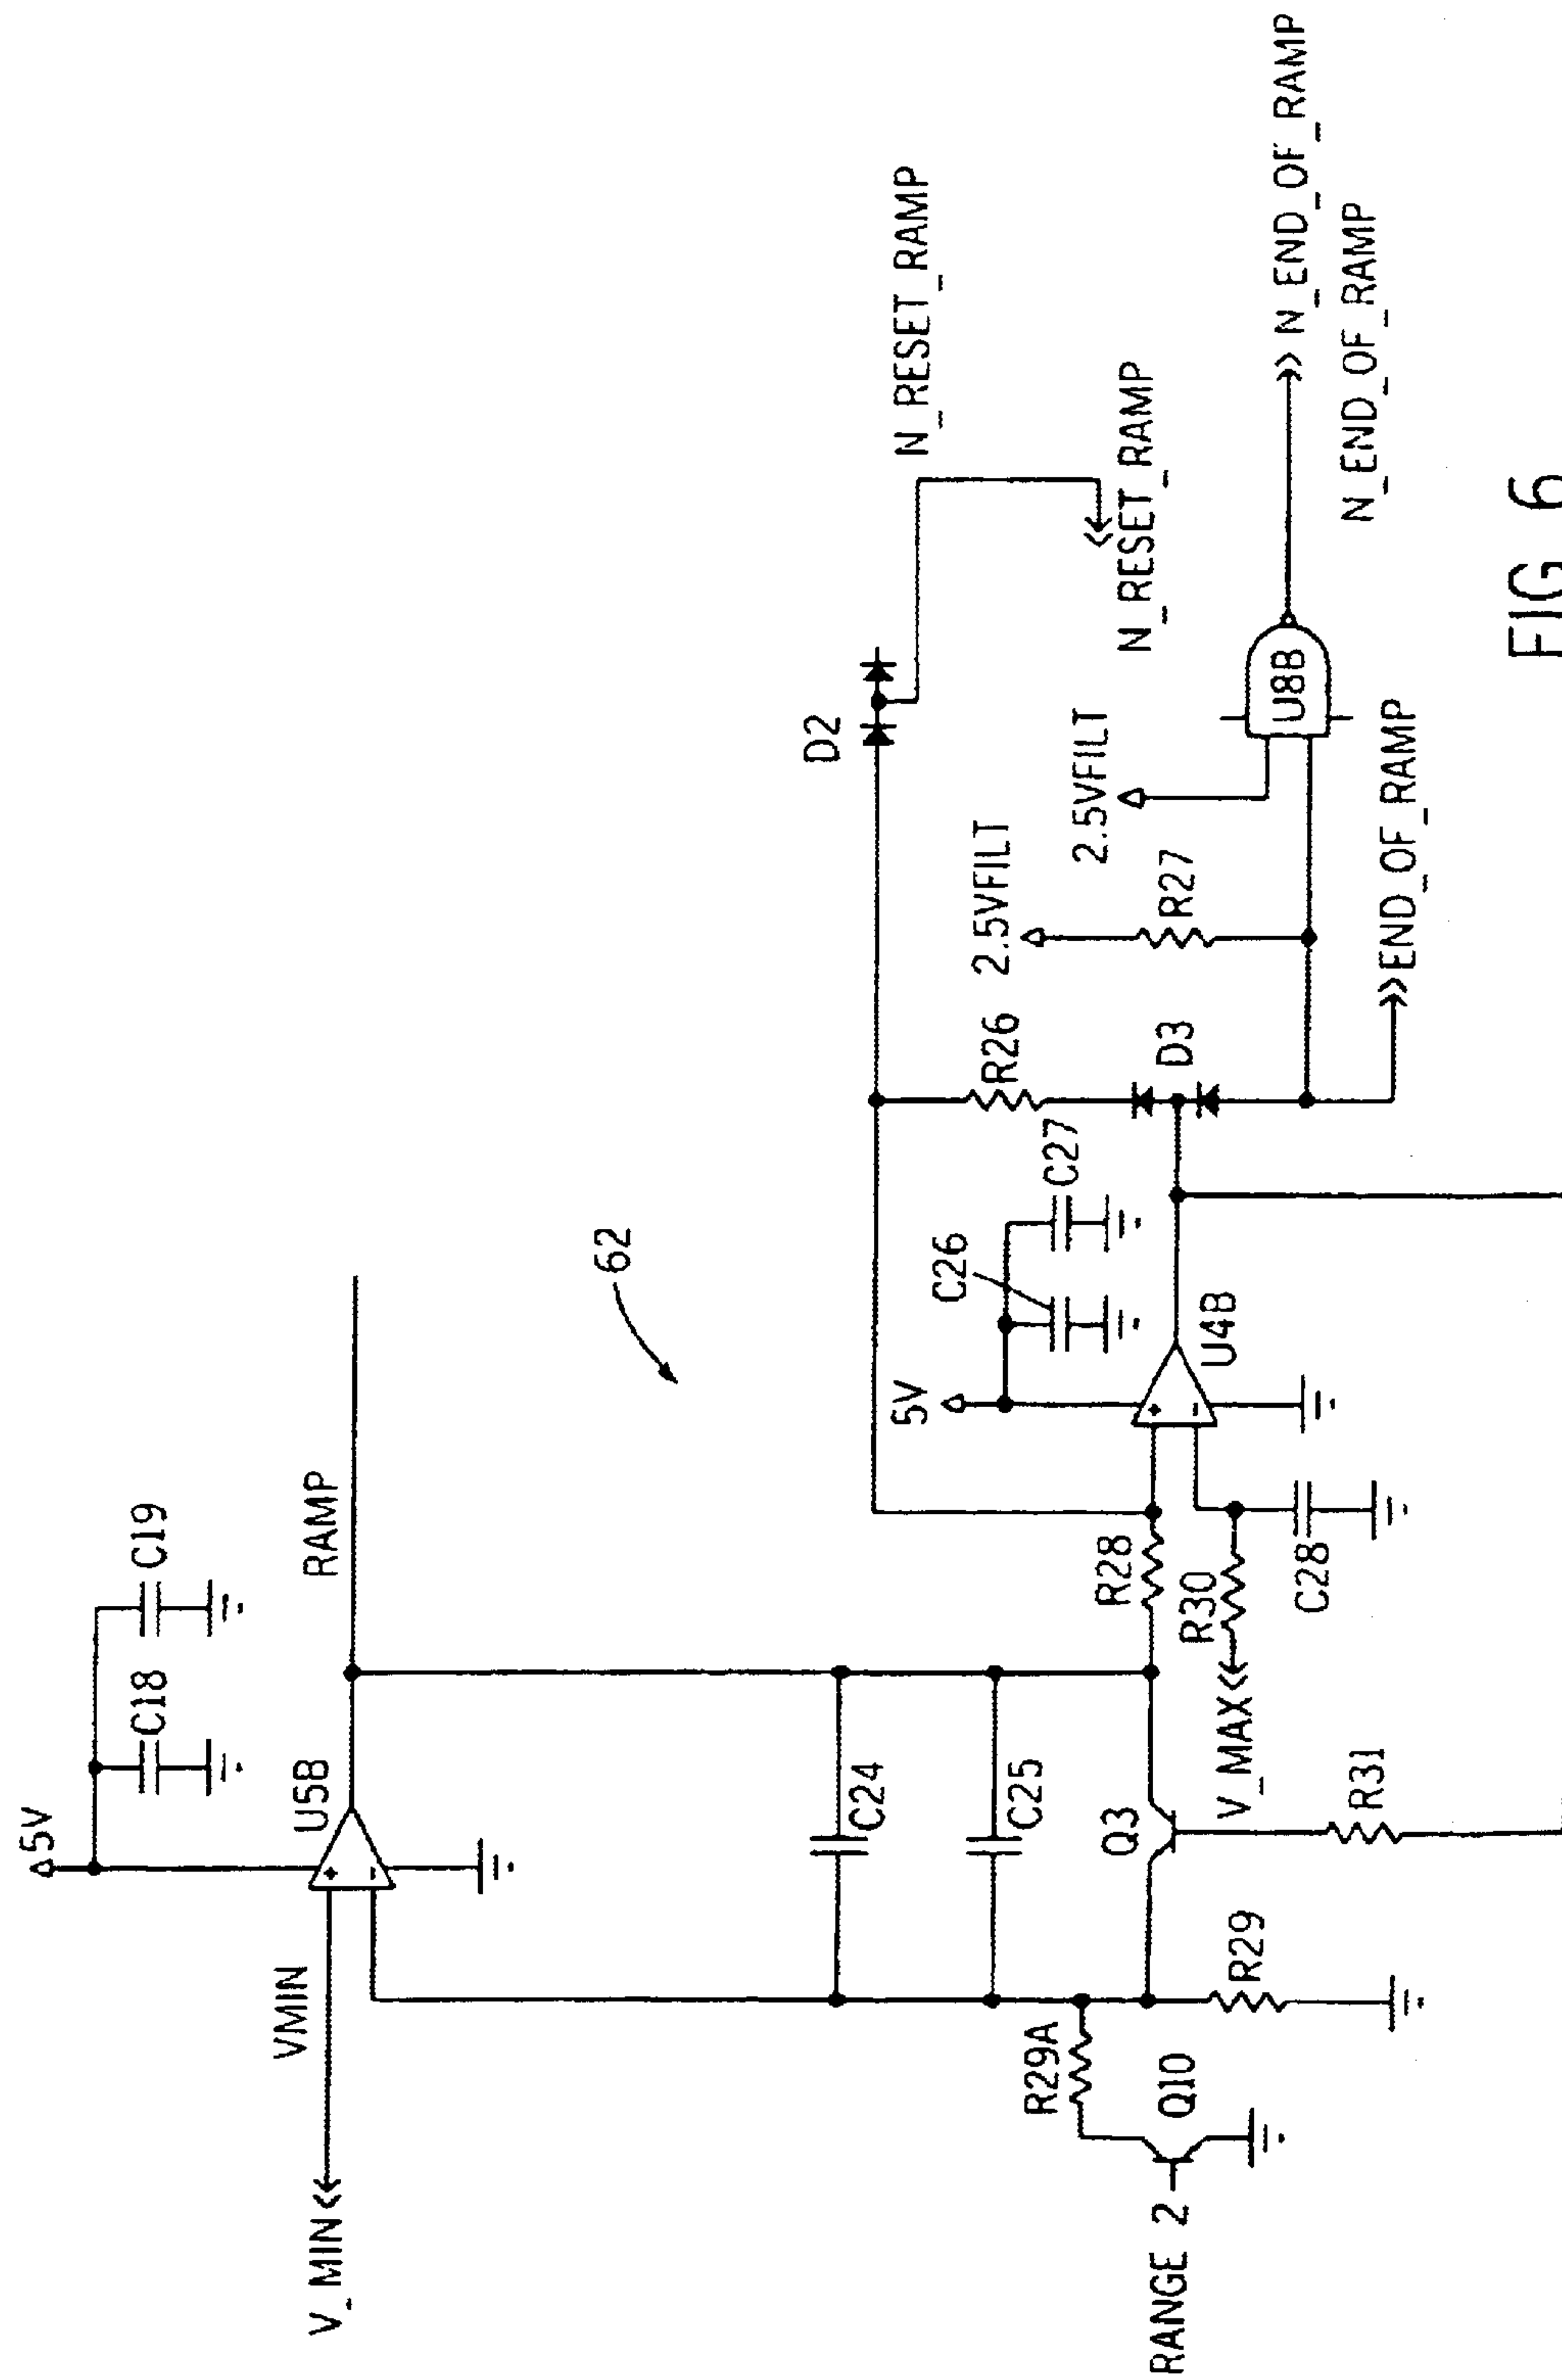 5V
C18
C19
V_MIN
VMIN
U5B
RAMP
62
C24
C25
Q3
R28
R29A
Q10
RANGE 2
R29
R31
V_MAX
R30
C28
5V
C26
C27
U4B
R26
D3
D2
N_RESET_RAMP
N_RESET_RAMP
2.5VFILT
R27
2.5VFILT
U8B
END_OF_RAMP
N_END_OF_RAMP
N_END_OF_RAMP
FIG 6
+
−
+
−